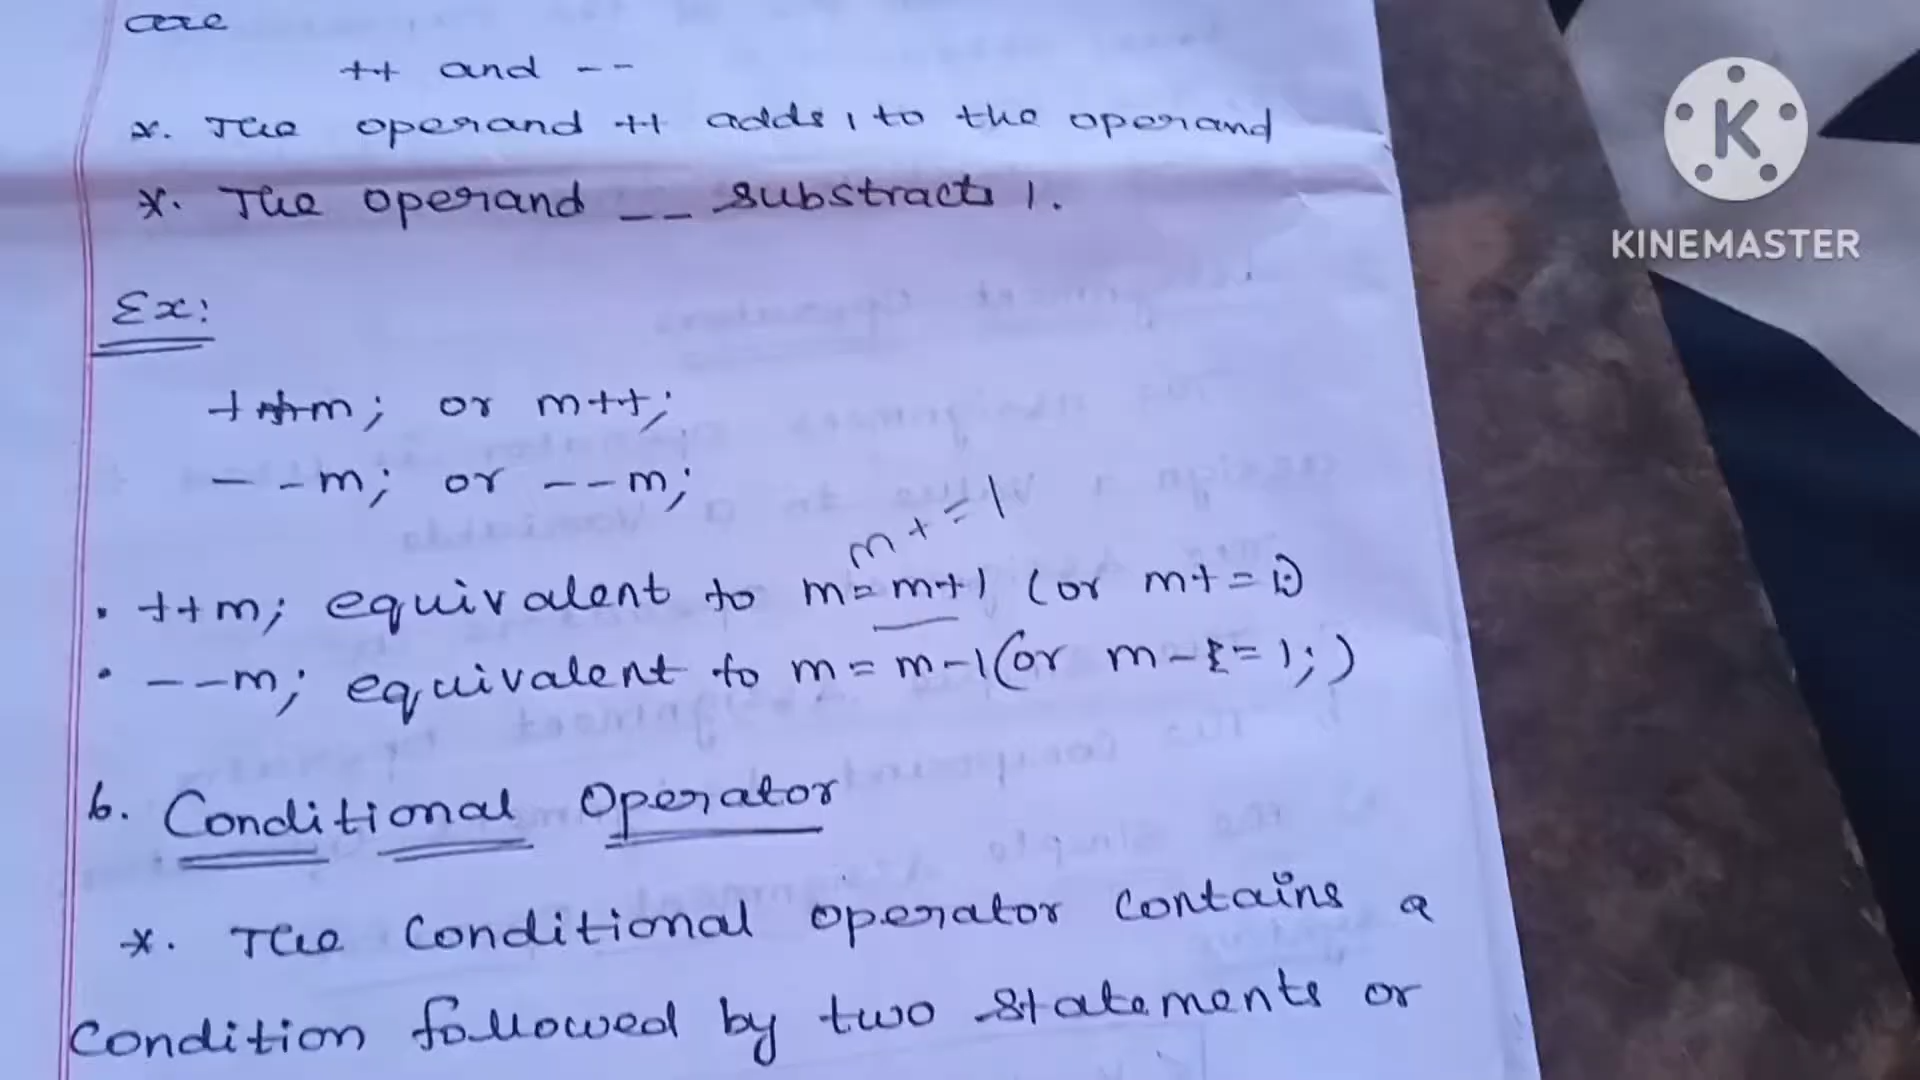 are
++ and --
*. The operand ++ adds 1 to the operand
*. The operand -- substracts 1.
Ex:
++m; or m++;
--m; or --m;
m+=1
. ++m; equivalent to m=m+1 (or m+=1;)
. --m; equivalent to m=m-1(or m-=1;)
6. Conditional Operator
*. The Conditional operator contains a
Condition followed by two statements or
K
KINEMASTER